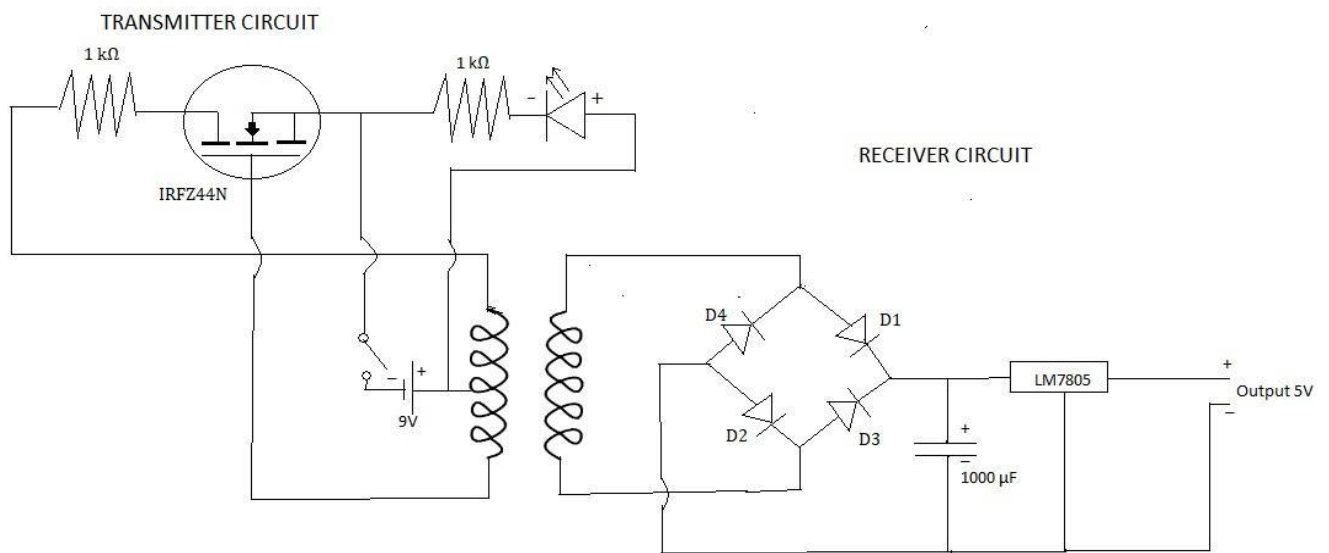 TRANSMITTER CIRCUIT
1 kΩ
1 kΩ
− +
IRFZ44N
RECEIVER CIRCUIT
− +
9V
D4
D1
D2
D3
LM7805
+
Output 5V
−
+
−
1000 µF